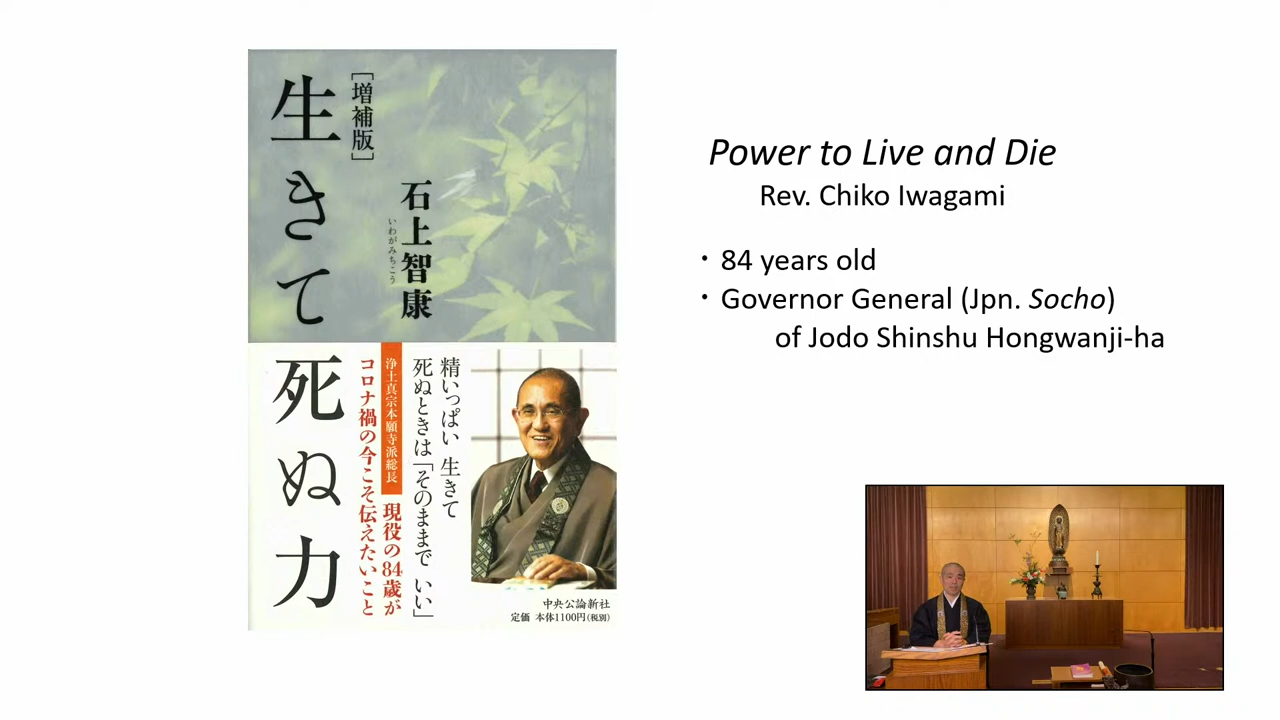 [増補版]
生きて死ぬ力
石上智康
いわがみちこう
精いっぱい 生きて
死ぬときは「そのままで いい」
浄土真宗本願寺派総長
現役の84歳が
コロナ禍の今こそ伝えたいこと
中央公論新社
定価 本体1100円(税別)
Power to Live and Die
Rev. Chiko Iwagami
・84 years old
・Governor General (Jpn. Socho)
of Jodo Shinshu Hongwanji-ha